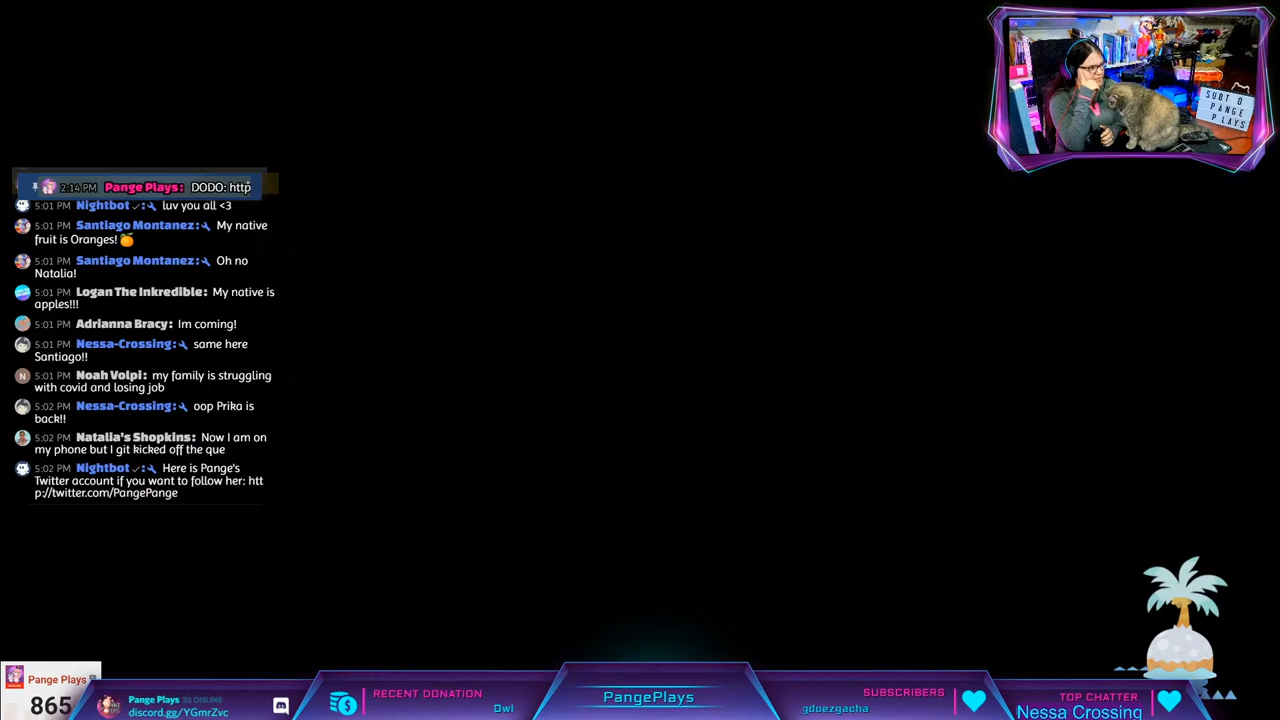 2:14 PM Pange Plays: DODO: http
5:01 PM Nightbot: luv you all <3
5:01 PM Santiago Montanez: My native
fruit is Oranges! 🍊
5:01 PM Santiago Montanez: Oh no
Natalia!
5:01 PM Logan The Inkredible: My native is
apples!!!
5:01 PM Adrianna Bracy: Im coming!
5:01 PM Nessa-Crossing: same here
Santiago!!
N 5:01 PM Noah Volpi: my family is struggling
with covid and losing job
5:02 PM Nessa-Crossing: oop Prika is
back!!
5:02 PM Natalia's Shopkins: Now I am on
my phone but I git kicked off the que
5:02 PM Nightbot: Here is Pange's
Twitter account if you want to follow her: htt
p://twitter.com/PangePange
SUBT O
PANGE
PLAYS
Pange Plays
865
Pange Plays 35 ONLINE
discord.gg/YGmrZvc
RECENT DONATION
Owl
PangePlays
SUBSCRIBERS
gdoezgacha
TOP CHATTER
Nessa Crossing